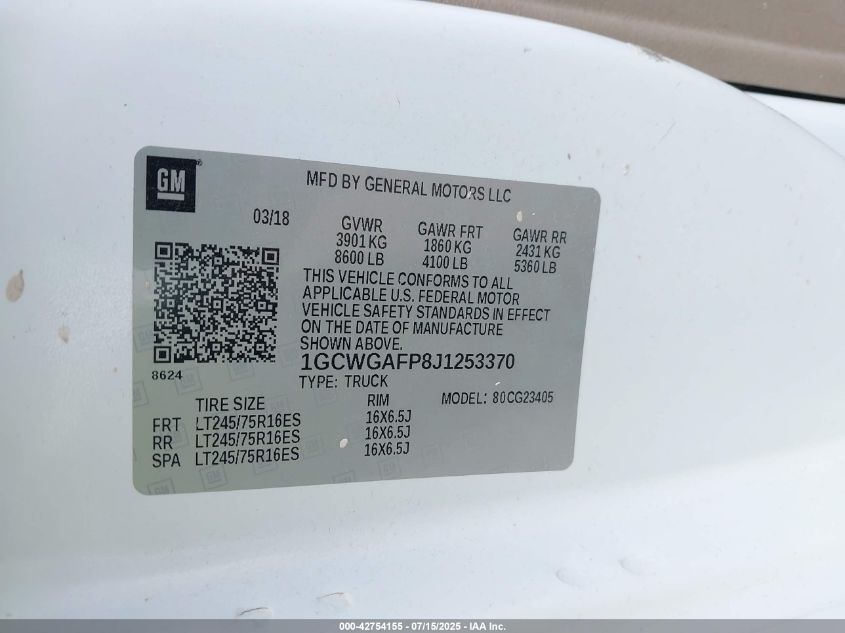 GM
MFD BY GENERAL MOTORS LLC
03/18
GVWR GAWR FRT GAWR RR
3901 KG 1860 KG 2431 KG
8600 LB 4100 LB 5360 LB
THIS VEHICLE CONFORMS TO ALL
APPLICABLE U.S. FEDERAL MOTOR
VEHICLE SAFETY STANDARDS IN EFFECT
ON THE DATE OF MANUFACTURE
SHOWN ABOVE.
8624
1GCWGAFP8J1253370
TYPE: TRUCK MODEL: 80CG23405
TIRE SIZE RIM
FRT LT245/75R16ES 16X6.5J
RR LT245/75R16ES 16X6.5J
SPA LT245/75R16ES 16X6.5J
000-42754155 - 07/15/2025 - IAA Inc.